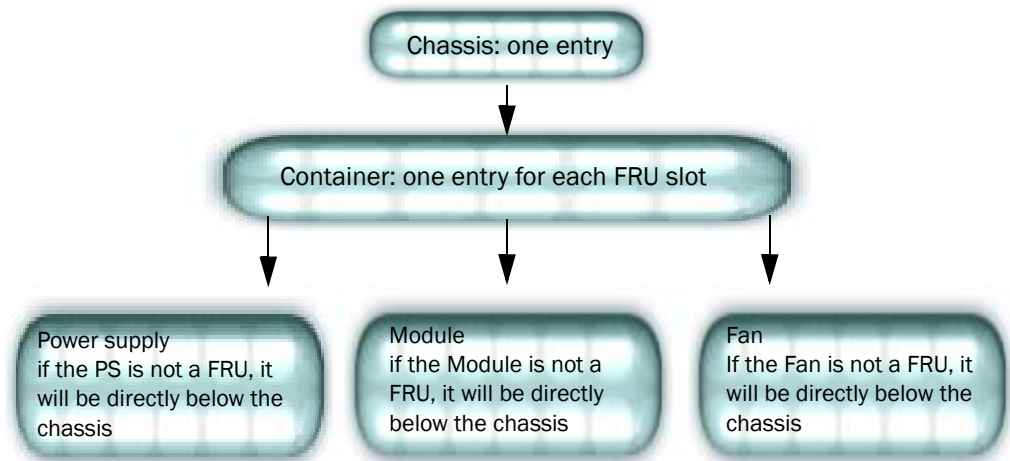 Chassis: one entry
Container: one entry for each FRU slot
Power supply
if the PS is not a FRU, it
will be directly below the
chassis
Module
if the Module is not a
FRU, it will be directly
below the chassis
Fan
If the Fan is not a FRU, it
will be directly below the
chassis